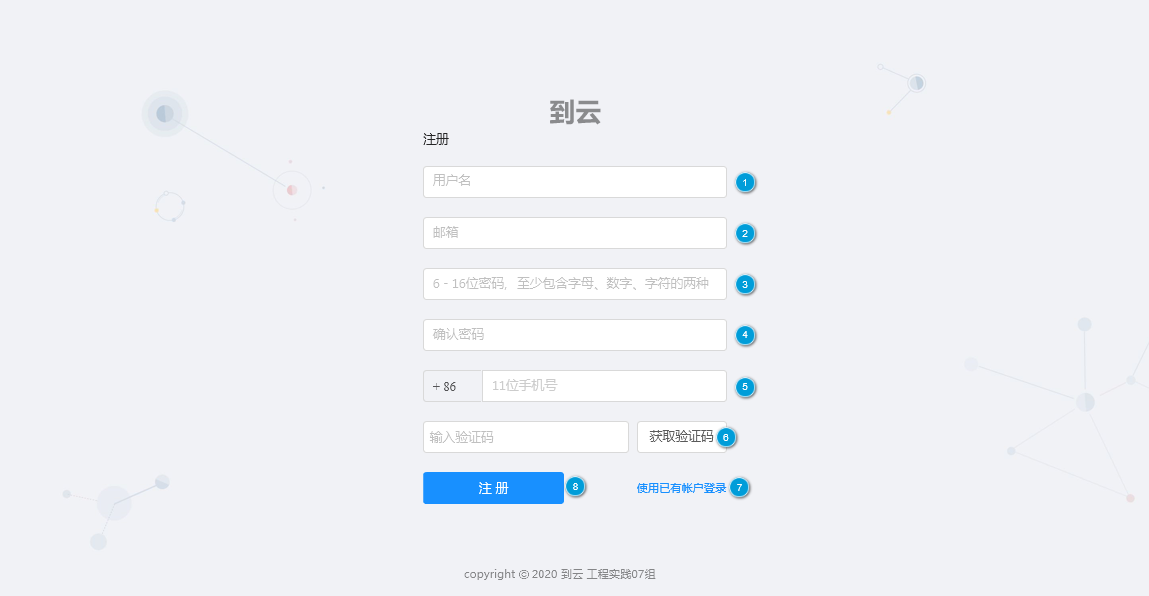 到云
注册
用户名 1
邮箱 2
6 - 16位密码，至少包含字母、数字、字符的两种 3
确认密码 4
+ 86 11位手机号 5
输入验证码 获取验证码 6
注 册 8 使用已有帐户登录 7
copyright © 2020 到云 工程实践07组